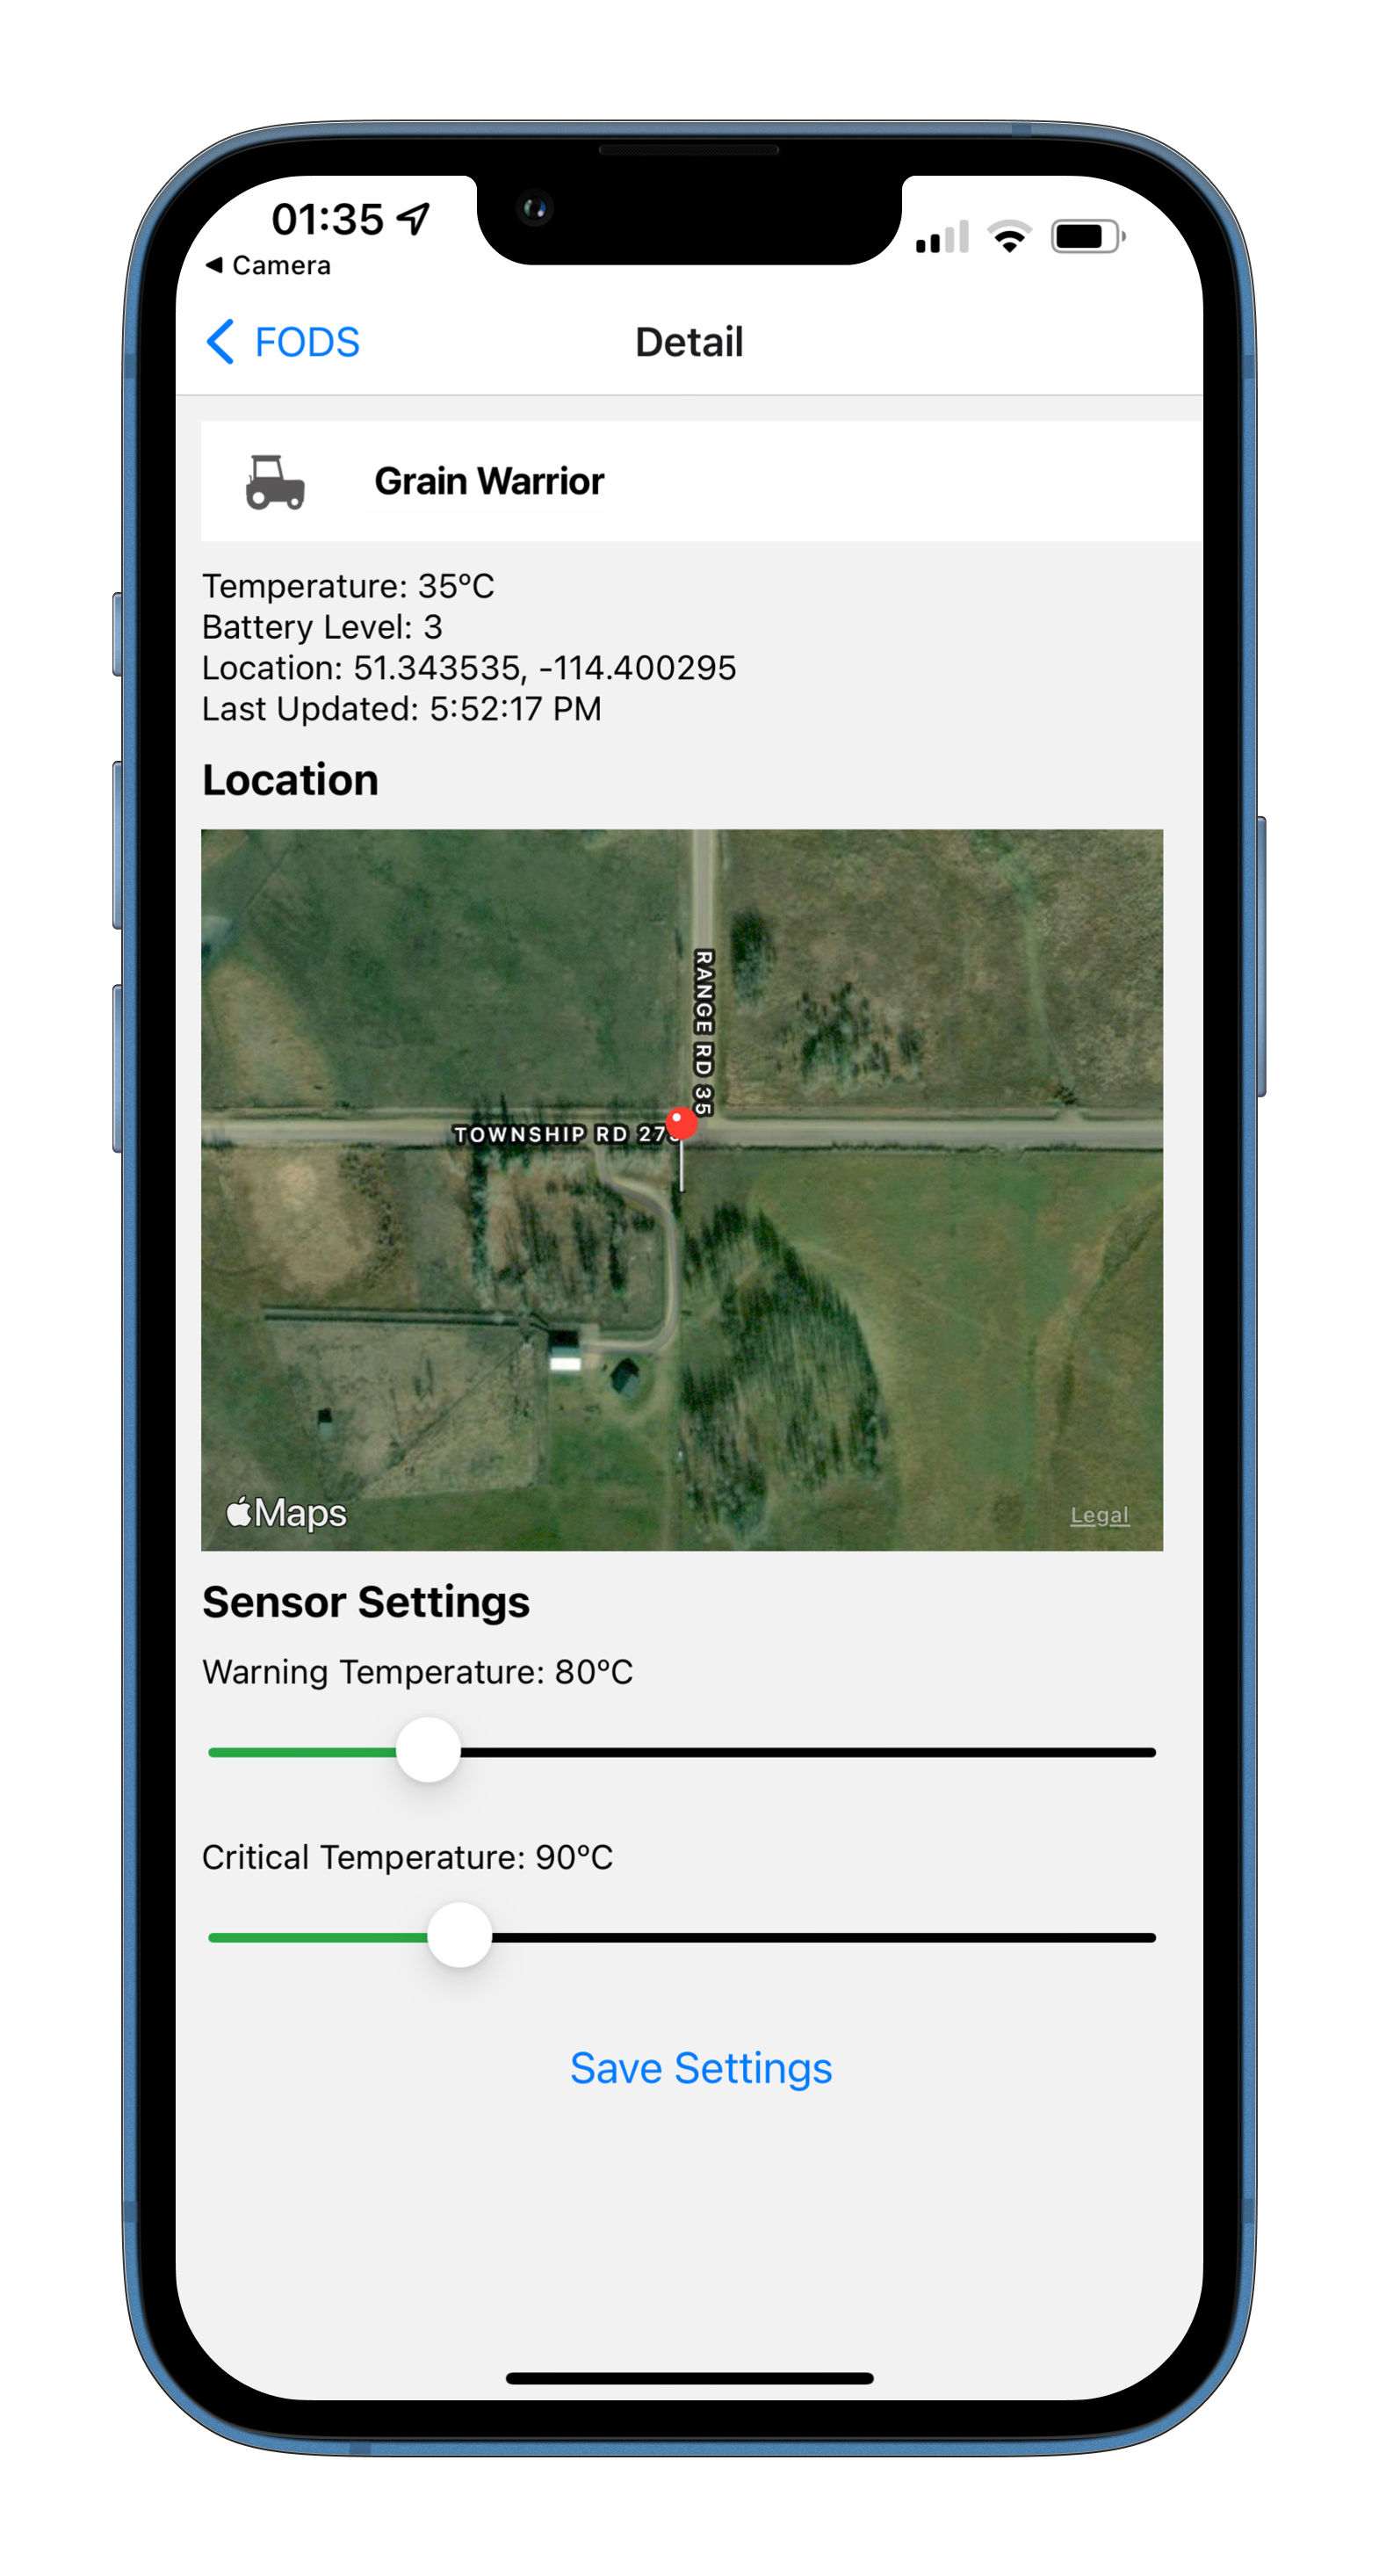 01:35
Camera
FODS
Detail
Grain Warrior
Temperature: 35°C
Battery Level: 3
Location: 51.343535, -114.400295
Last Updated: 5:52:17 PM
Location
RANGE RD 35
TOWNSHIP RD
Maps
Legal
Sensor Settings
Warning Temperature: 80°C
Critical Temperature: 90°C
Save Settings